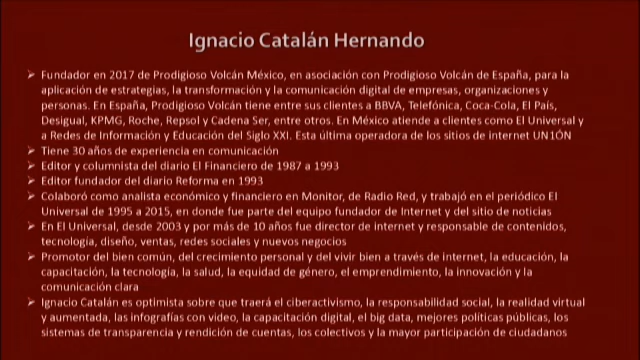 Ignacio Catalán Hernando
➢ Fundador en 2017 de Prodigioso Volcán México, en asociación con Prodigioso Volcán de España, para la
aplicación de estrategias, la transformación y la comunicación digital de empresas, organizaciones y
personas. En España, Prodigioso Volcán tiene entre sus clientes a BBVA, Telefónica, Coca-Cola, El País,
Desigual, KPMG, Roche, Repsol y Cadena Ser, entre otros. En México atiende a clientes como El Universal y
a Redes de Información y Educación del Siglo XXI. Esta última operadora de los sitios de internet UN1ÓN
➢ Tiene 30 años de experiencia en comunicación
➢ Editor y columnista del diario El Financiero de 1987 a 1993
➢ Editor fundador del diario Reforma en 1993
➢ Colaboró como analista económico y financiero en Monitor, de Radio Red, y trabajó en el periódico El
Universal de 1995 a 2015, en donde fue parte del equipo fundador de Internet y del sitio de noticias
➢ En El Universal, desde 2003 y por más de 10 años fue director de internet y responsable de contenidos,
tecnología, diseño, ventas, redes sociales y nuevos negocios
➢ Promotor del bien común, del crecimiento personal y del vivir bien a través de internet, la educación, la
capacitación, la tecnología, la salud, la equidad de género, el emprendimiento, la innovación y la
comunicación clara
➢ Ignacio Catalán es optimista sobre que traerá el ciberactivismo, la responsabilidad social, la realidad virtual
y aumentada, las infografías con video, la capacitación digital, el big data, mejores políticas públicas, los
sistemas de transparencia y rendición de cuentas, los colectivos y la mayor participación de ciudadanos